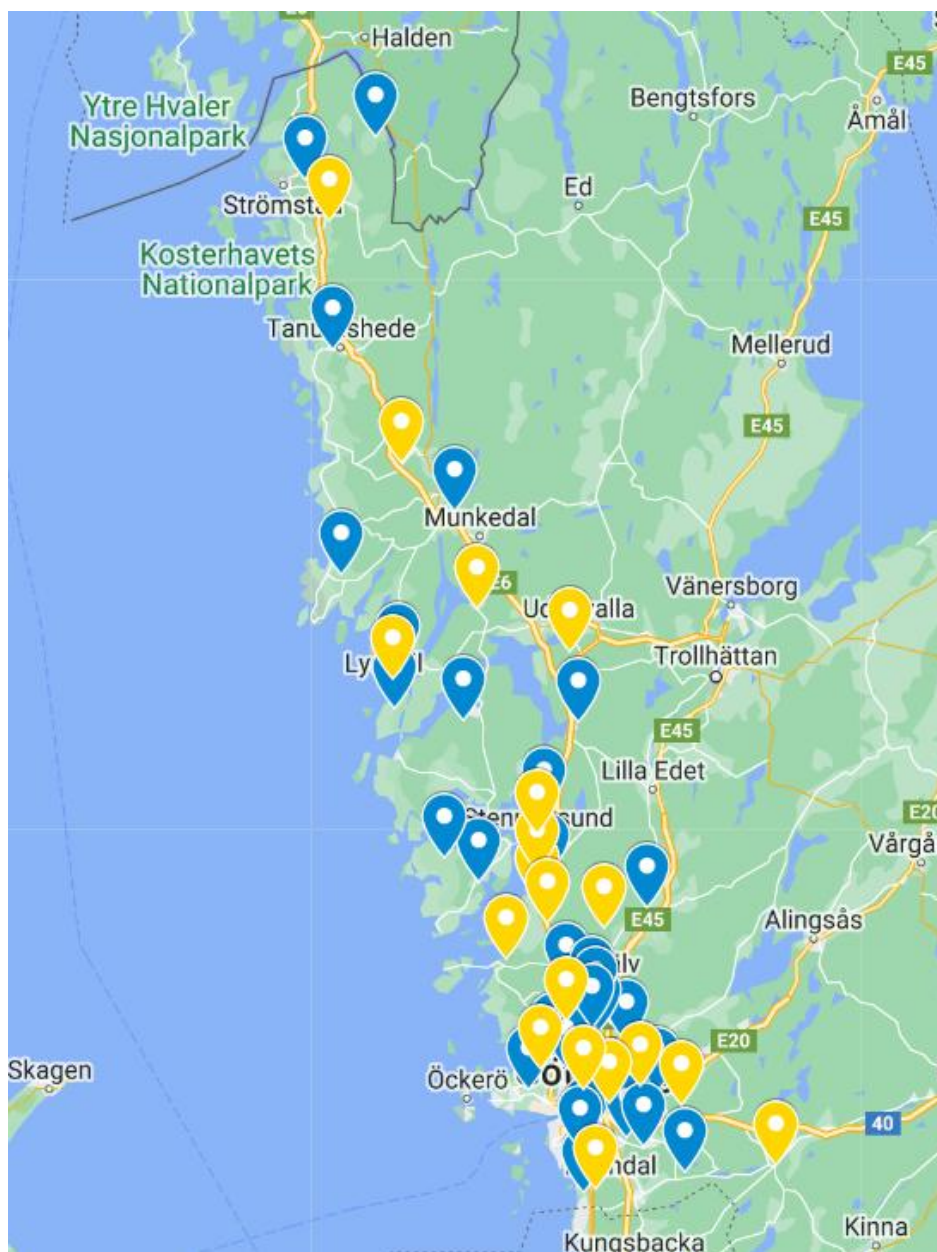 Halden
E45
Bengtsfors
Åmål
Ytre Hvaler
Nasjonalpark
Ed
E45
Kosterhavets
Nationalpark
Mellerud
E45
Munkedal
E6
Vänersborg
Trollhättan
E45
Lilla Edet
E20
E45
Alingsås
E20
Skagen
Öckerö
40
Kungsbacka
Kinna